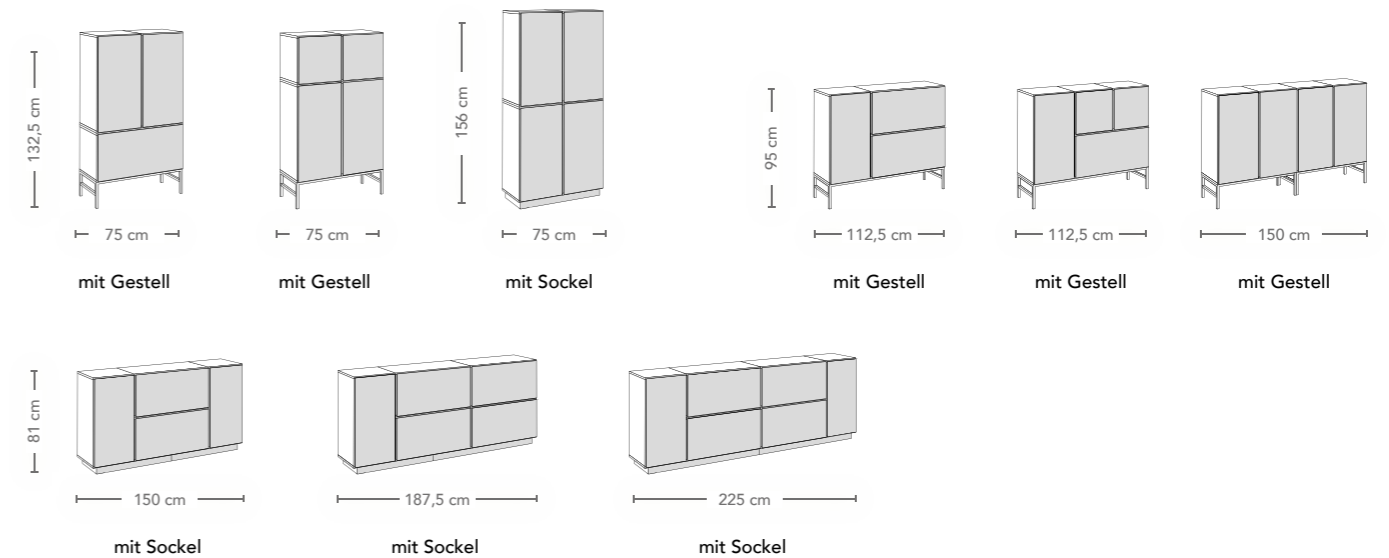 132,5 cm
156 cm
95 cm
75 cm
75 cm
75 cm
112,5 cm
112,5 cm
150 cm
mit Gestell
mit Gestell
mit Sockel
mit Gestell
mit Gestell
mit Gestell
81 cm
150 cm
187,5 cm
225 cm
mit Sockel
mit Sockel
mit Sockel